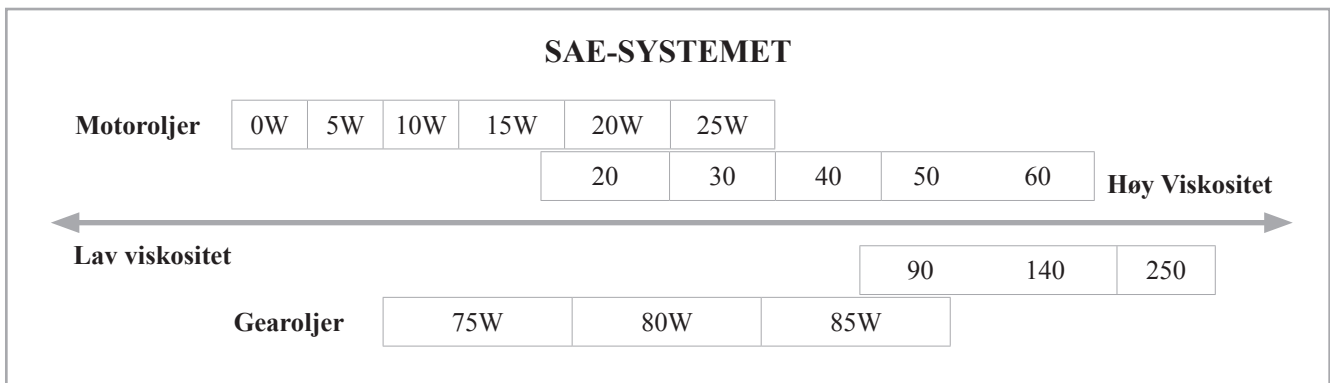 SAE-SYSTEMET
Motoroljer 0W 5W 10W 15W 20W 25W
20 30 40 50 60 Høy Viskositet
Lav viskositet
90 140 250
Gearoljer 75W 80W 85W